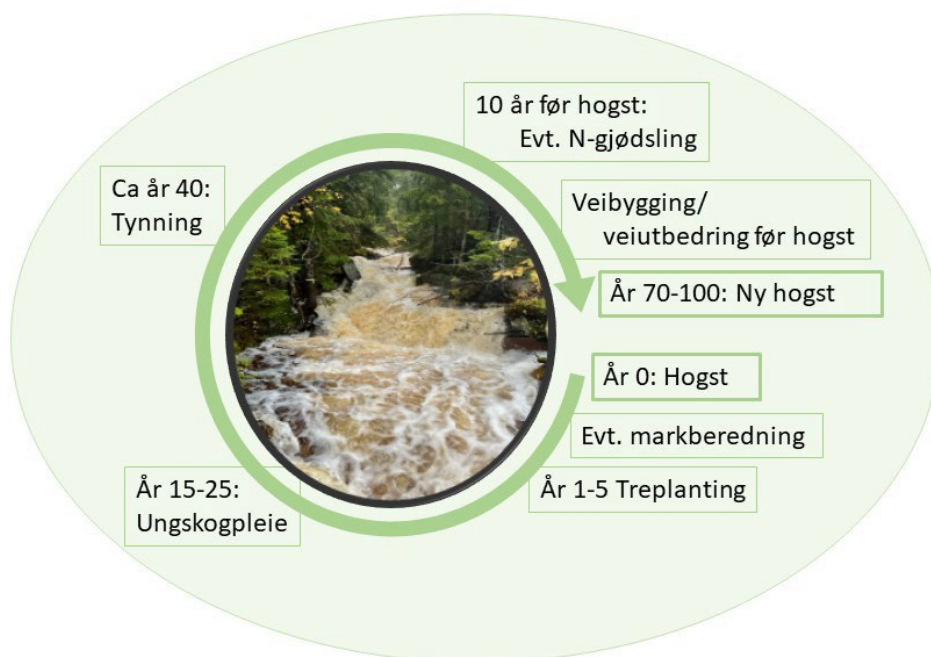 År 0: Hogst
Evt. markberedning
År 1-5 Treplanting
År 15-25:
Ungskogpleie
Ca år 40:
Tynning
10 år før hogst:
Evt. N-gjødsling
Veibygging/
veiutbedring før hogst
År 70-100: Ny hogst